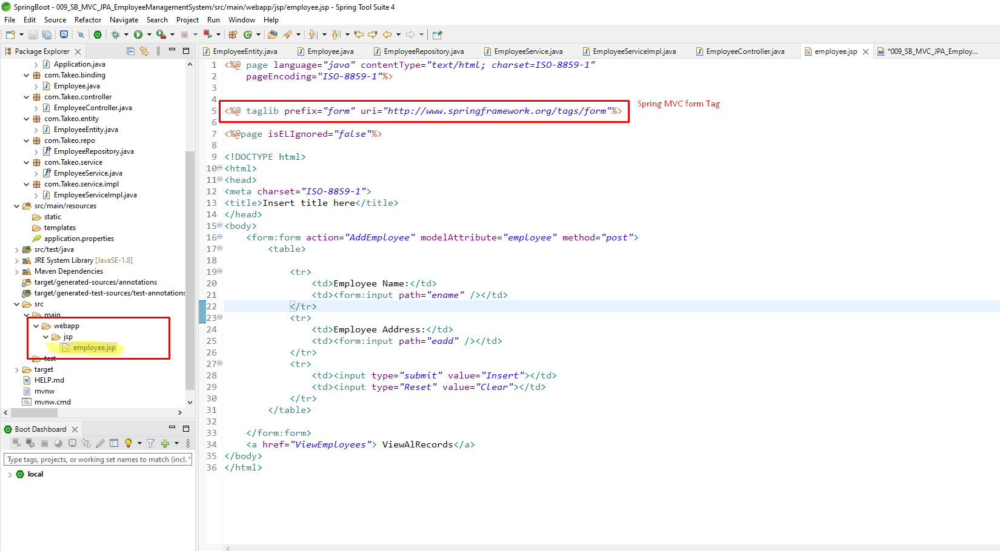 SpringBoot - 009_SB_MVC_JPA_EmployeeManagementSystem/src/main/webapp/jsp/employee.jsp - Spring Tool Suite 4
File Edit Source Refactor Navigate Search Project Run Window Help
Package Explorer
Application.java
com.Takeo.binding
Employee.java
com.Takeo.controller
EmployeeController.java
com.Takeo.entity
EmployeeEntity.java
com.Takeo.repo
EmployeeRepository.java
com.Takeo.service
EmployeeService.java
com.Takeo.service.impl
EmployeeServiceImpl.java
src/main/resources
static
templates
application.properties
src/test/java
JRE System Library [JavaSE-1.8]
Maven Dependencies
target/generated-sources/annotations
target/generated-test-sources/test-annotations
src
main
webapp
jsp
employee.jsp
test
target
HELP.md
mvnw
mvnw.cmd
Boot Dashboard
Type tags, projects, or working set names to match (incl. *
local
EmployeeEntity.java Employee.java EmployeeRepository.java EmployeeService.java EmployeeServiceImpl.java EmployeeController.java employee.jsp *009_SB_MVC_JPA_Employ...
1 <%@ page language="java" contentType="text/html; charset=ISO-8859-1"
2 pageEncoding="ISO-8859-1"%>
3
4
5 <%@ taglib prefix="form" uri="http://www.springframework.org/tags/form"%>
Spring MVC form Tag
6
7 <%@page isELIgnored="false"%>
8
9 <!DOCTYPE html>
10 <html>
11 <head>
12 <meta charset="ISO-8859-1">
13 <title>Insert title here</title>
14 </head>
15 <body>
16 <form:form action="AddEmployee" modelAttribute="employee" method="post">
17 <table>
18
19 <tr>
20 <td>Employee Name:</td>
21 <td><form:input path="ename" /></td>
22 </tr>
23 <tr>
24 <td>Employee Address:</td>
25 <td><form:input path="eadd" /></td>
26 </tr>
27 <tr>
28 <td><input type="submit" value="Insert"></td>
29 <td><input type="Reset" value="Clear"></td>
30 </tr>
31 </table>
32
33 </form:form>
34 <a href="ViewEmployees"> ViewAlRecords</a>
35 </body>
36 </html>